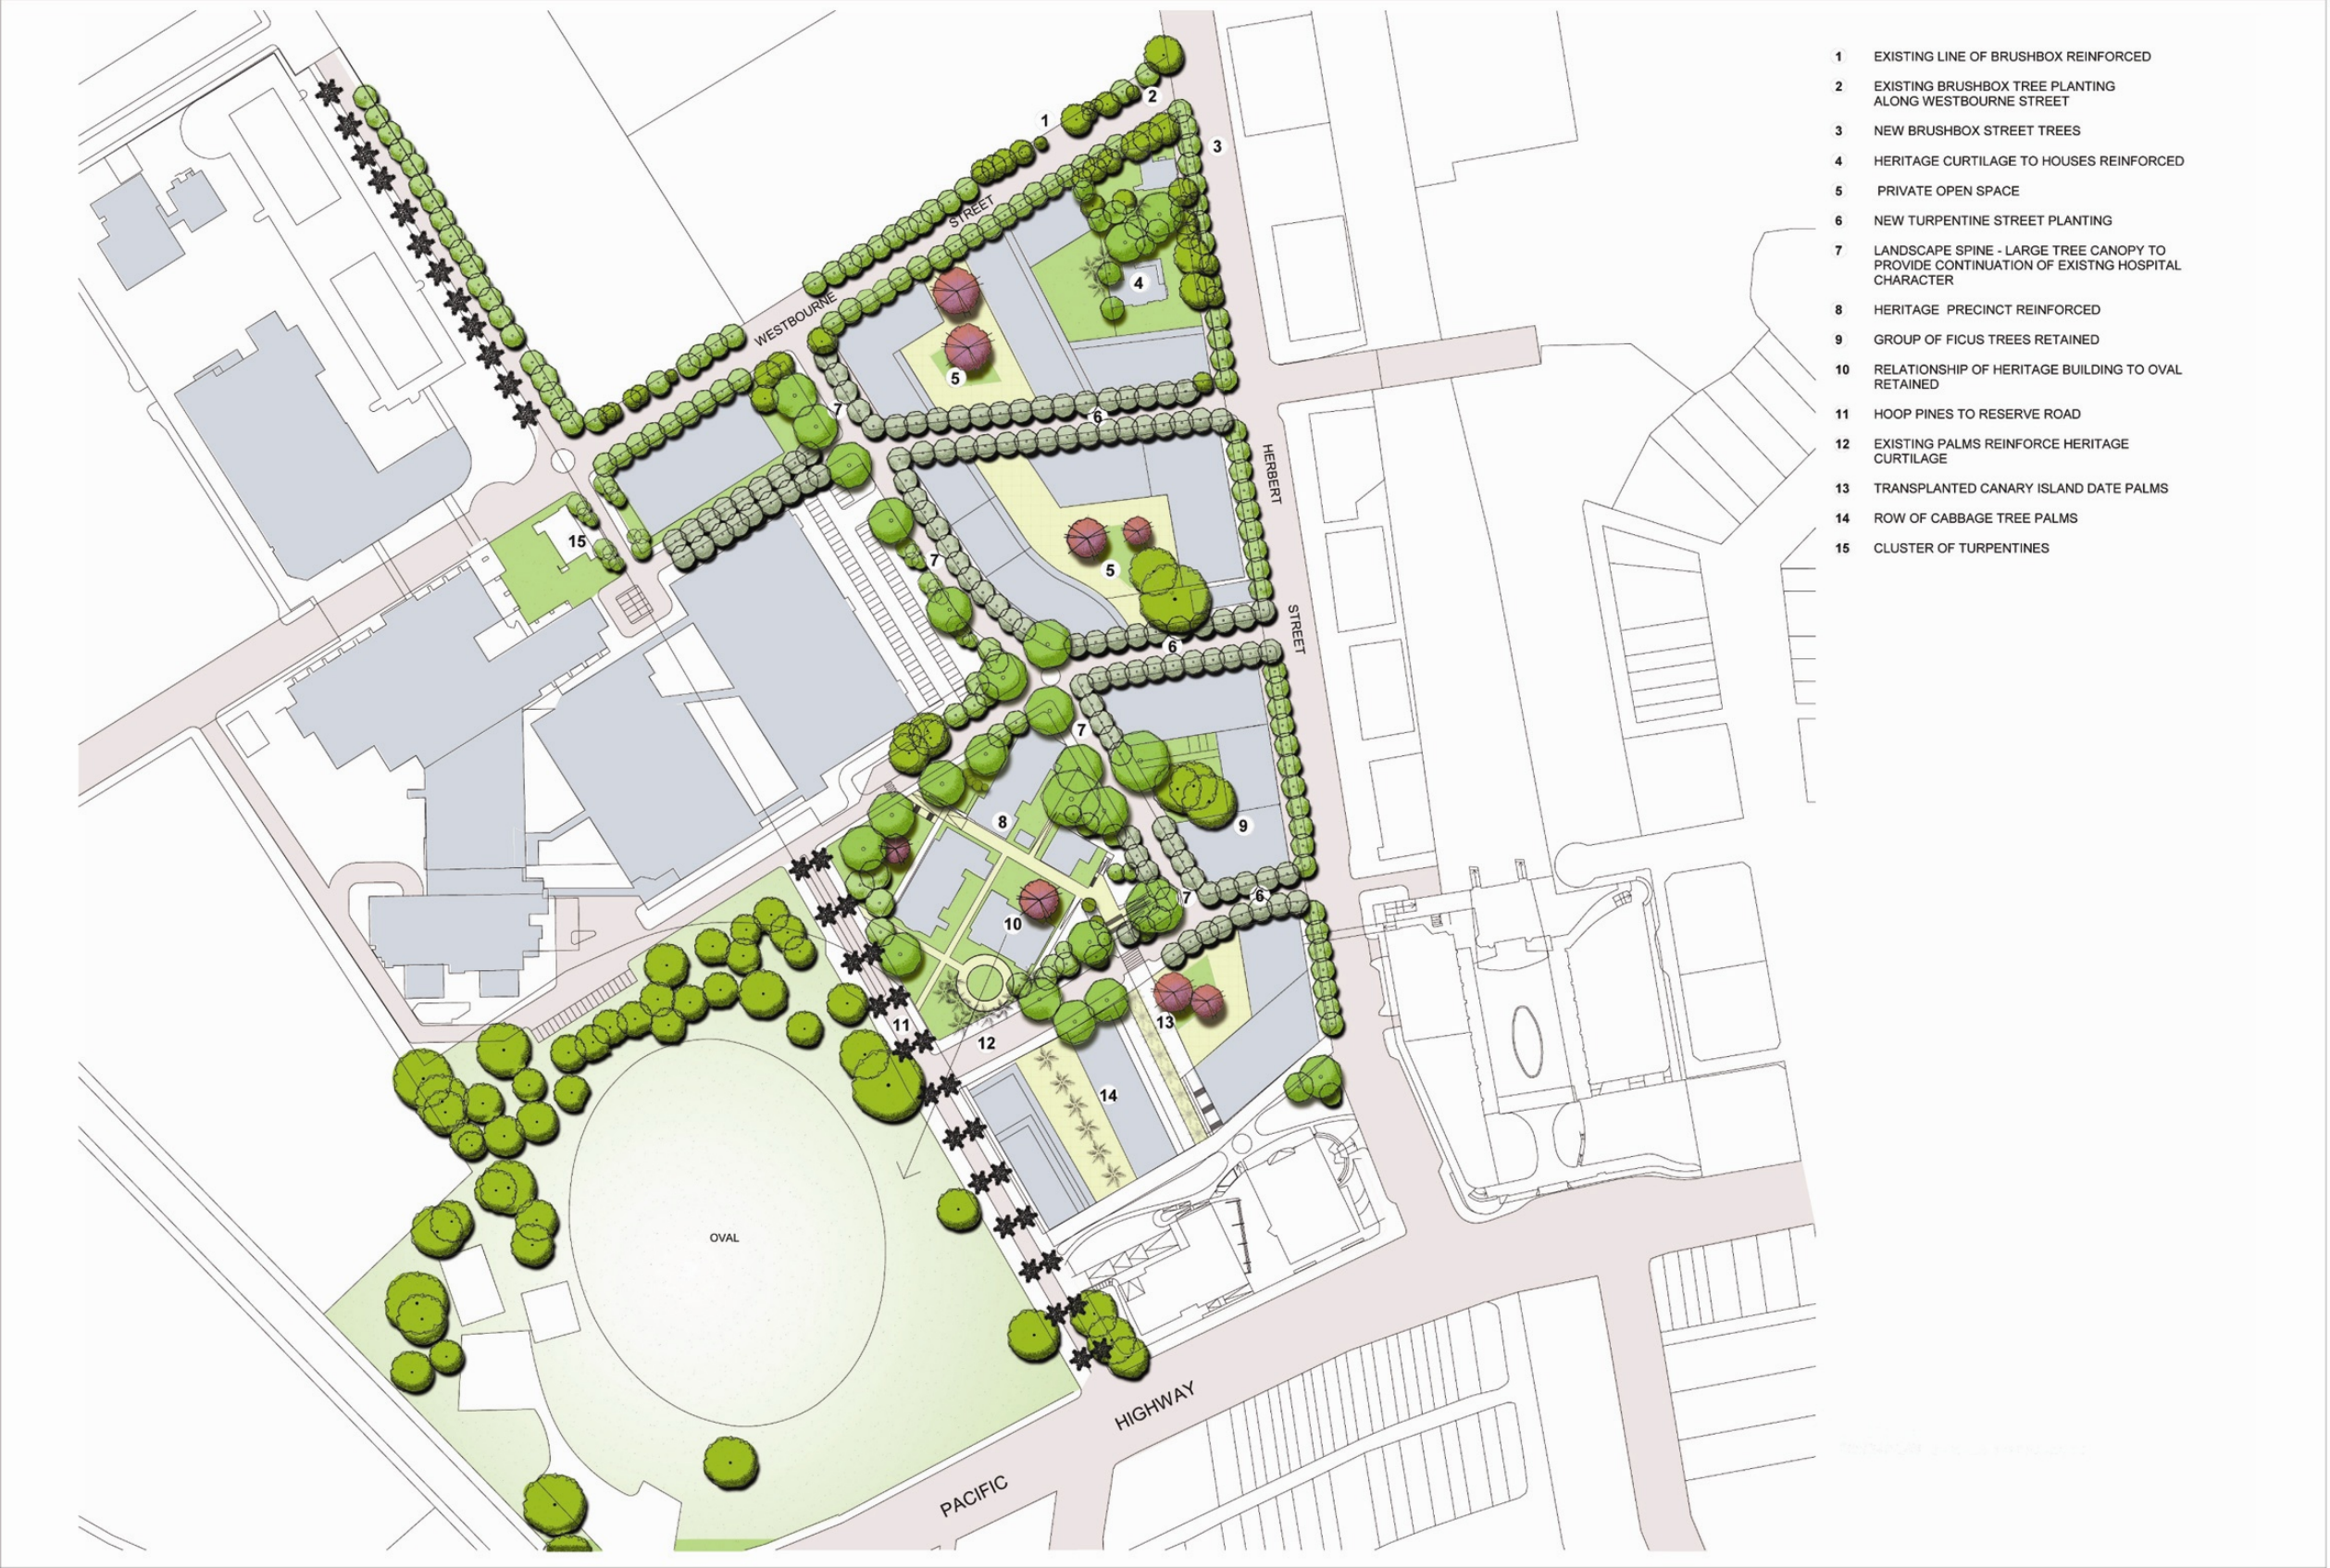 1 EXISTING LINE OF BRUSHBOX REINFORCED
2 EXISTING BRUSHBOX TREE PLANTING
ALONG WESTBOURNE STREET
3 NEW BRUSHBOX STREET TREES
4 HERITAGE CURTILAGE TO HOUSES REINFORCED
5 PRIVATE OPEN SPACE
6 NEW TURPENTINE STREET PLANTING
7 LANDSCAPE SPINE - LARGE TREE CANOPY TO
PROVIDE CONTINUATION OF EXISTNG HOSPITAL
CHARACTER
8 HERITAGE PRECINCT REINFORCED
9 GROUP OF FICUS TREES RETAINED
10 RELATIONSHIP OF HERITAGE BUILDING TO OVAL
RETAINED
11 HOOP PINES TO RESERVE ROAD
12 EXISTING PALMS REINFORCE HERITAGE
CURTILAGE
13 TRANSPLANTED CANARY ISLAND DATE PALMS
14 ROW OF CABBAGE TREE PALMS
15 CLUSTER OF TURPENTINES
2
1
3
STREET
4
WESTBOURNE
5
7
6
HERBERT
15
7
5
STREET
6
7
8
9
7
6
10
13
11
12
14
OVAL
HIGHWAY
PACIFIC